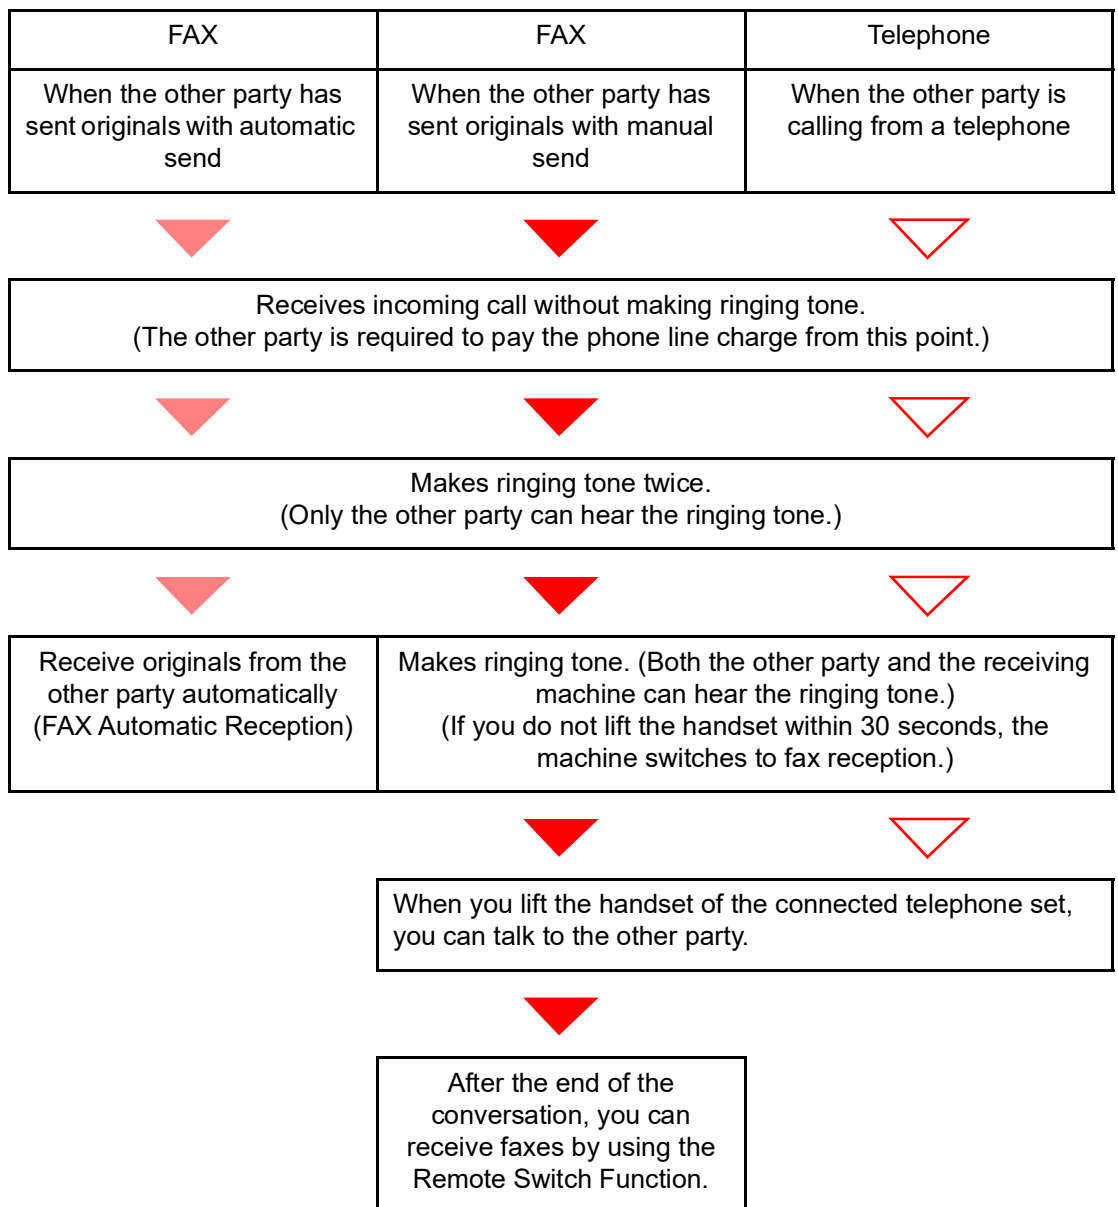 FAX
FAX
Telephone
When the other party has
sent originals with automatic
send
When the other party has
sent originals with manual
send
When the other party is
calling from a telephone
Receives incoming call without making ringing tone.
(The other party is required to pay the phone line charge from this point.)
Makes ringing tone twice.
(Only the other party can hear the ringing tone.)
Receive originals from the
other party automatically
(FAX Automatic Reception)
Makes ringing tone. (Both the other party and the receiving
machine can hear the ringing tone.)
(If you do not lift the handset within 30 seconds, the
machine switches to fax reception.)
When you lift the handset of the connected telephone set,
you can talk to the other party.
After the end of the
conversation, you can
receive faxes by using the
Remote Switch Function.